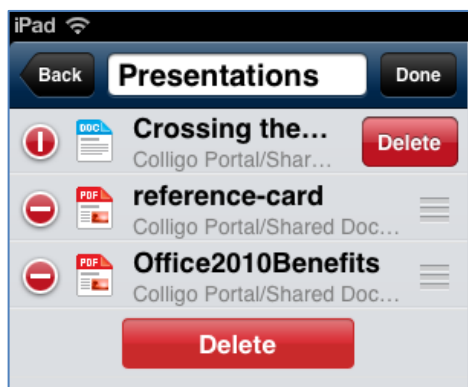 iPad
Back Presentations Done
DOC Crossing the...
Colligo Portal/Shar...
Delete
PDF reference-card
Colligo Portal/Shared Doc...
PDF Office2010Benefits
Colligo Portal/Shared Doc...
Delete